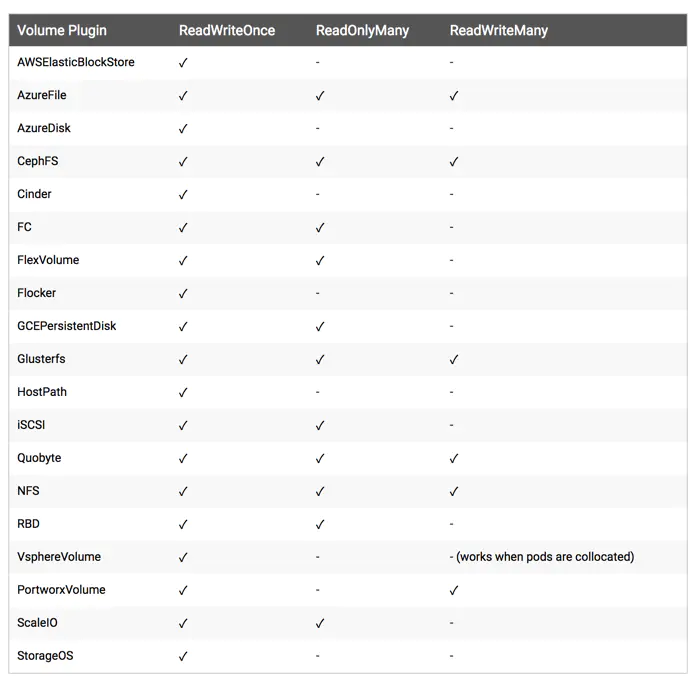 Volume Plugin ReadWriteOnce ReadOnlyMany ReadWriteMany
AWSElasticBlockStore ✓ - -
AzureFile ✓ ✓ ✓
AzureDisk ✓ - -
CephFS ✓ ✓ ✓
Cinder ✓ - -
FC ✓ ✓ -
FlexVolume ✓ ✓ -
Flocker ✓ - -
GCEPersistentDisk ✓ ✓ -
Glusterfs ✓ ✓ ✓
HostPath ✓ - -
iSCSI ✓ ✓ -
Quobyte ✓ ✓ ✓
NFS ✓ ✓ ✓
RBD ✓ ✓ -
VsphereVolume ✓ - - (works when pods are collocated)
PortworxVolume ✓ - ✓
ScaleIO ✓ ✓ -
StorageOS ✓ - -